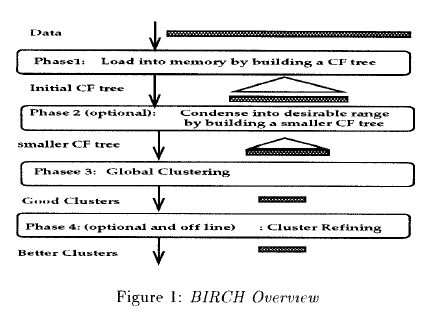 Data
Phase1: Load into memory by building a CF tree
Initial CF tree
Phase 2 (optional): Condense into desirable range
by building a smaller CF tree
smaller CF tree
Phasee 3: Global Clustering
Good Clusters
Phase 4: (optional and off line) : Cluster Refining
Better Clusters
Figure 1: BIRCH Overview